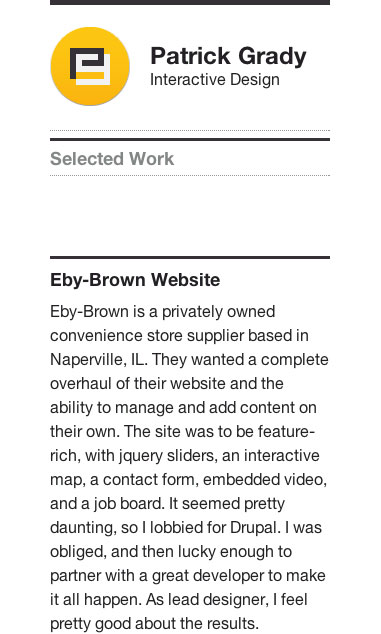 Patrick Grady
Interactive Design
Selected Work
Eby-Brown Website
Eby-Brown is a privately owned
convenience store supplier based in
Naperville, IL. They wanted a complete
overhaul of their website and the
ability to manage and add content on
their own. The site was to be feature-
rich, with jquery sliders, an interactive
map, a contact form, embedded video,
and a job board. It seemed pretty
daunting, so I lobbied for Drupal. I was
obliged, and then lucky enough to
partner with a great developer to make
it all happen. As lead designer, I feel
pretty good about the results.